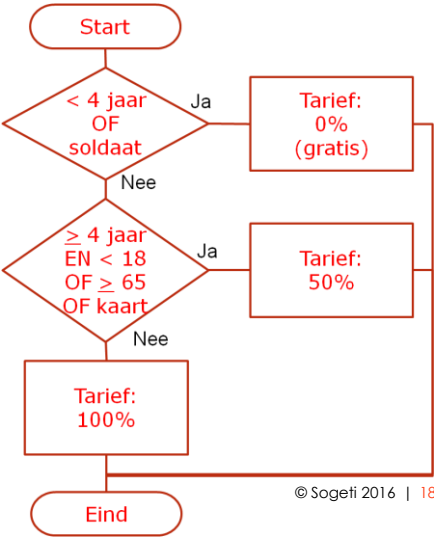 Start
< 4 jaar
OF
soldaat
Ja
Tarief:
0%
(gratis)
Nee
≥ 4 jaar
EN < 18
OF ≥ 65
OF kaart
Ja
Tarief:
50%
Nee
Tarief:
100%
© Sogeti 2016 | 18
Eind